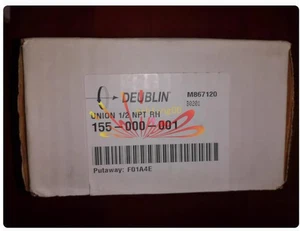 DEUBLIN
M867120
UNION 1/2 NPT RH
155-000-001
Putaway: F01A4E